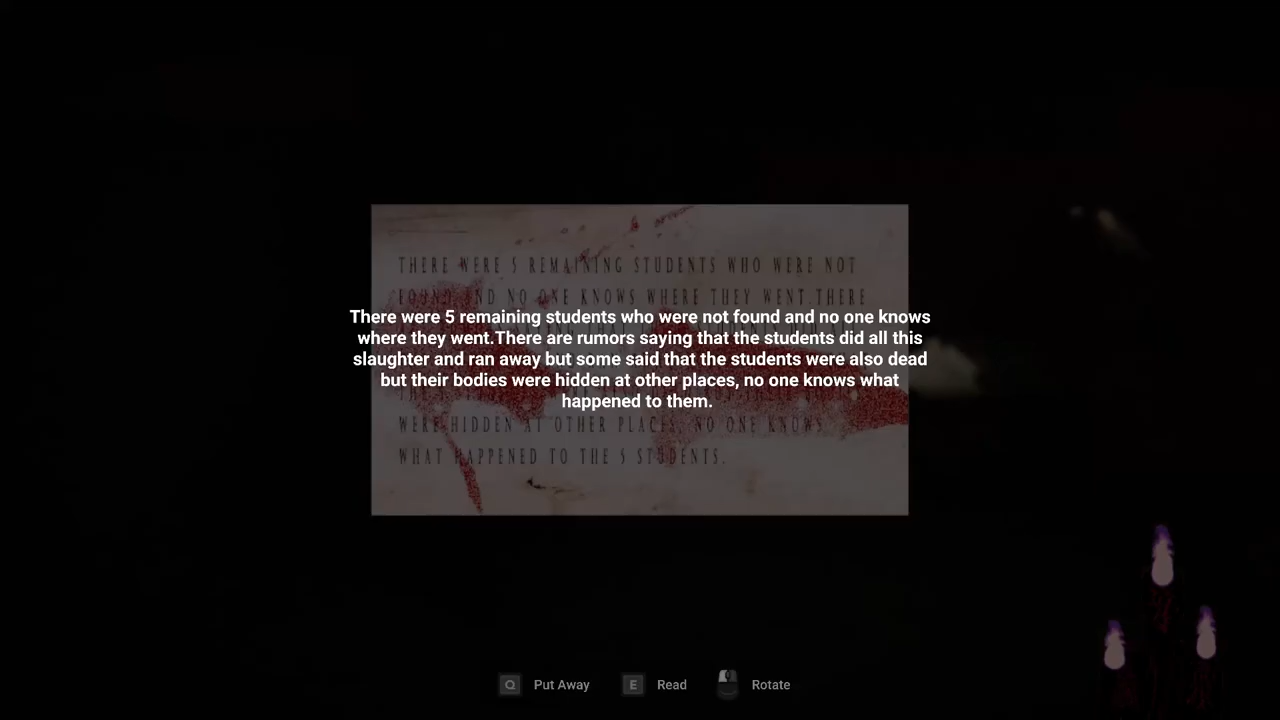 THERE WERE 5 REMAINING STUDENTS WHO WERE NOT
FOUND AND NO ONE KNOWS WHERE THEY WENT.THERE
There were 5 remaining students who were not found and no one knows
where they went.There are rumors saying that the students did all this
slaughter and ran away but some said that the students were also dead
but their bodies were hidden at other places, no one knows what
happened to them.
WERE HIDDEN AT OTHER PLACES, NO ONE KNOWS
WHAT HAPPENED TO THE 5 STUDENTS.
Q Put Away E Read Rotate